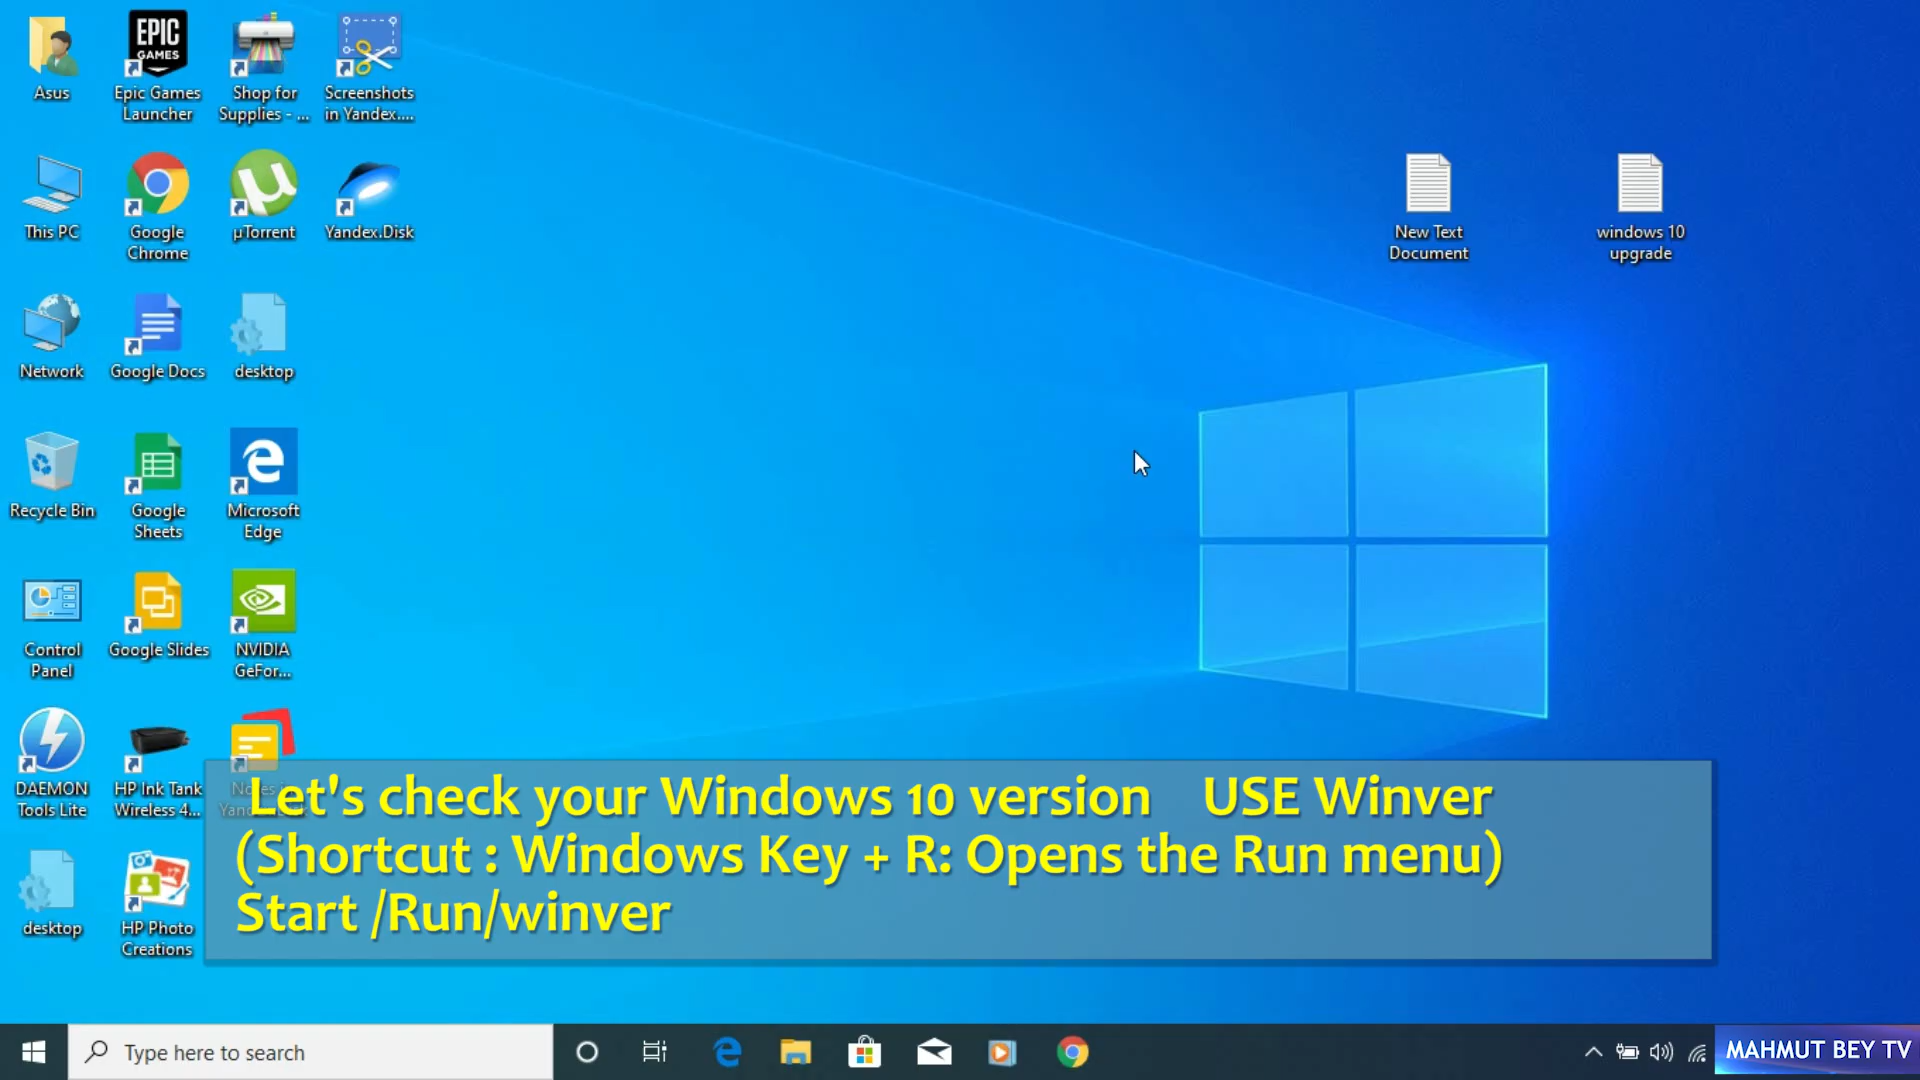 Asus
EPIC
GAMES
Epic Games
Launcher
Shop for
Supplies - ...
Screenshots
in Yandex....
This PC
Google
Chrome
µTorrent
Yandex.Disk
New Text
Document
windows 10
upgrade
Network
Google Docs
desktop
Recycle Bin
Google
Sheets
Microsoft
Edge
Control
Panel
Google Slides
NVIDIA
GeFor...
DAEMON
Tools Lite
HP Ink Tank
Wireless 4...
Let's check your Windows 10 version USE Winver
(Shortcut : Windows Key + R: Opens the Run menu)
Start /Run/winver
desktop
HP Photo
Creations
Type here to search
MAHMUT BEY TV